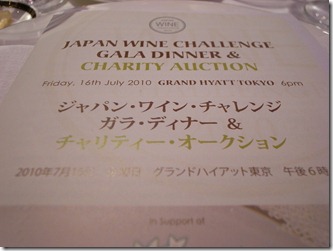 WINE
JAPAN WINE CHALLENGE
GALA DINNER &
CHARITY AUCTION
Friday, 16th July 2010 GRAND HYATT TOKYO 6pm
ジャパン・ワイン・チャレンジ
ガラ・ディナー &
チャリティー・オークション
2010年7月 グランドハイアット東京 午後6時
in Support of